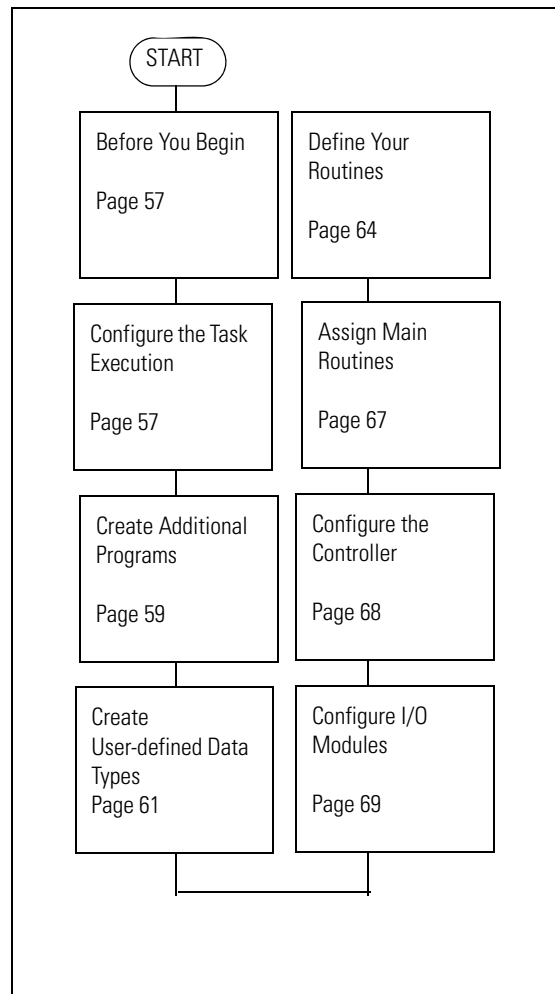 START
Before You Begin
Page 57
Configure the Task
Execution
Page 57
Create Additional
Programs
Page 59
Create
User-defined Data
Types
Page 61
Define Your
Routines
Page 64
Assign Main
Routines
Page 67
Configure the
Controller
Page 68
Configure I/O
Modules
Page 69